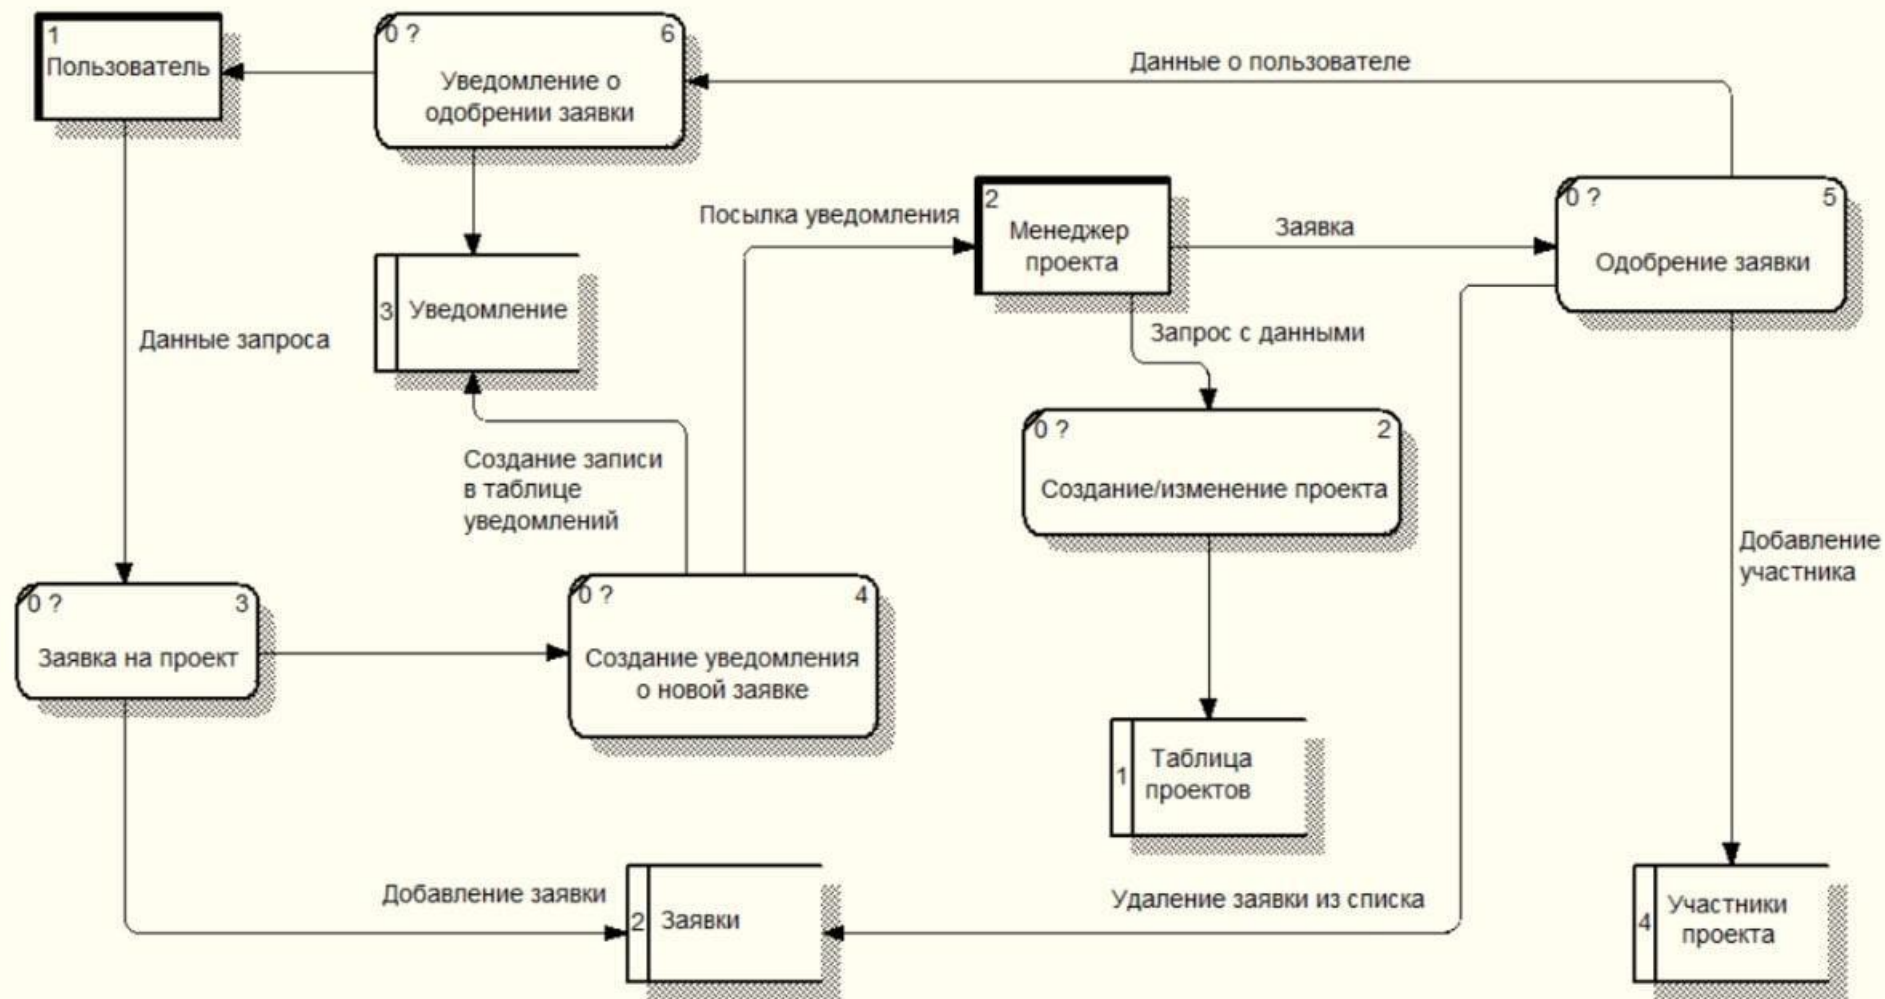 1
Пользователь
0 ?
6
Уведомление о
одобрении заявки
Данные о пользователе
Посылка уведомления
2
Менеджер
проекта
Заявка
0 ?
5
Одобрение заявки
3
Уведомление
Данные запроса
Запрос с данными
0 ?
2
Создание/изменение проекта
Создание записи
в таблице
уведомлений
Добавление
участника
0 ?
3
Заявка на проект
0 ?
4
Создание уведомления
о новой заявке
1
Таблица
проектов
Добавление заявки
2
Заявки
Удаление заявки из списка
4
Участники
проекта